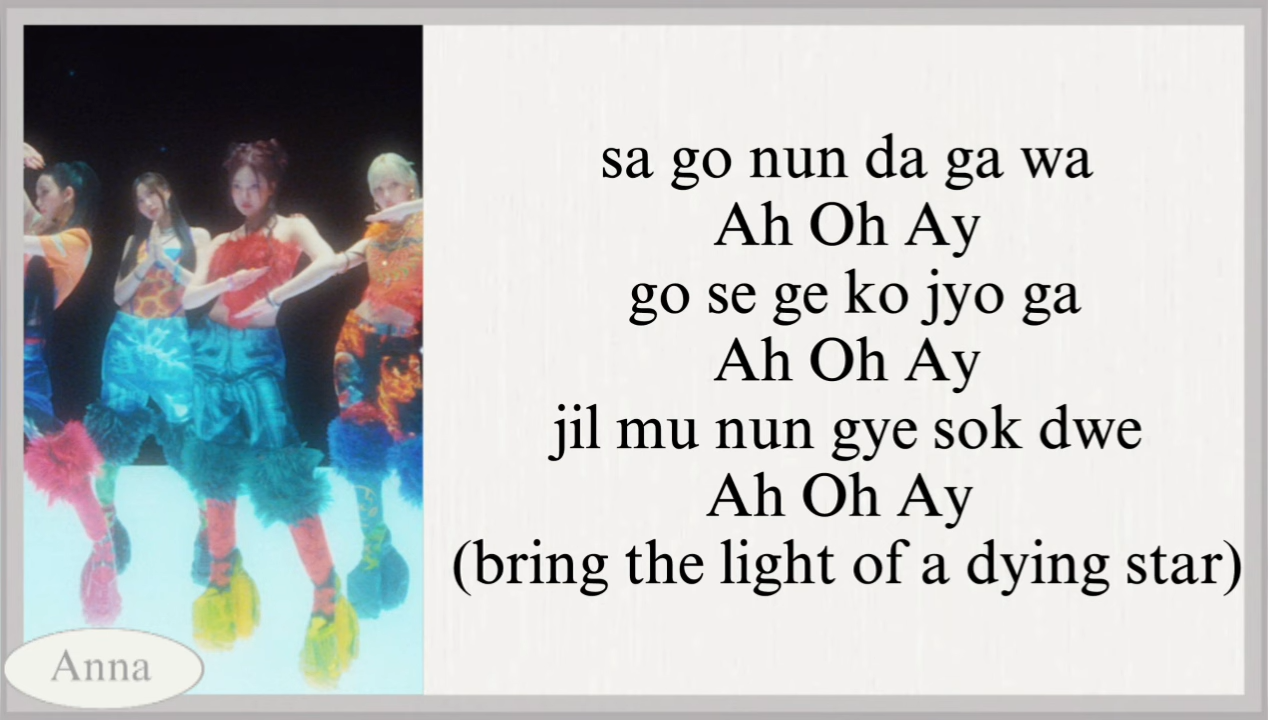 sa go nun da ga wa
Ah Oh Ay
go se ge ko jyo ga
Ah Oh Ay
jil mu nun gye sok dwe
Ah Oh Ay
(bring the light of a dying star)
Anna